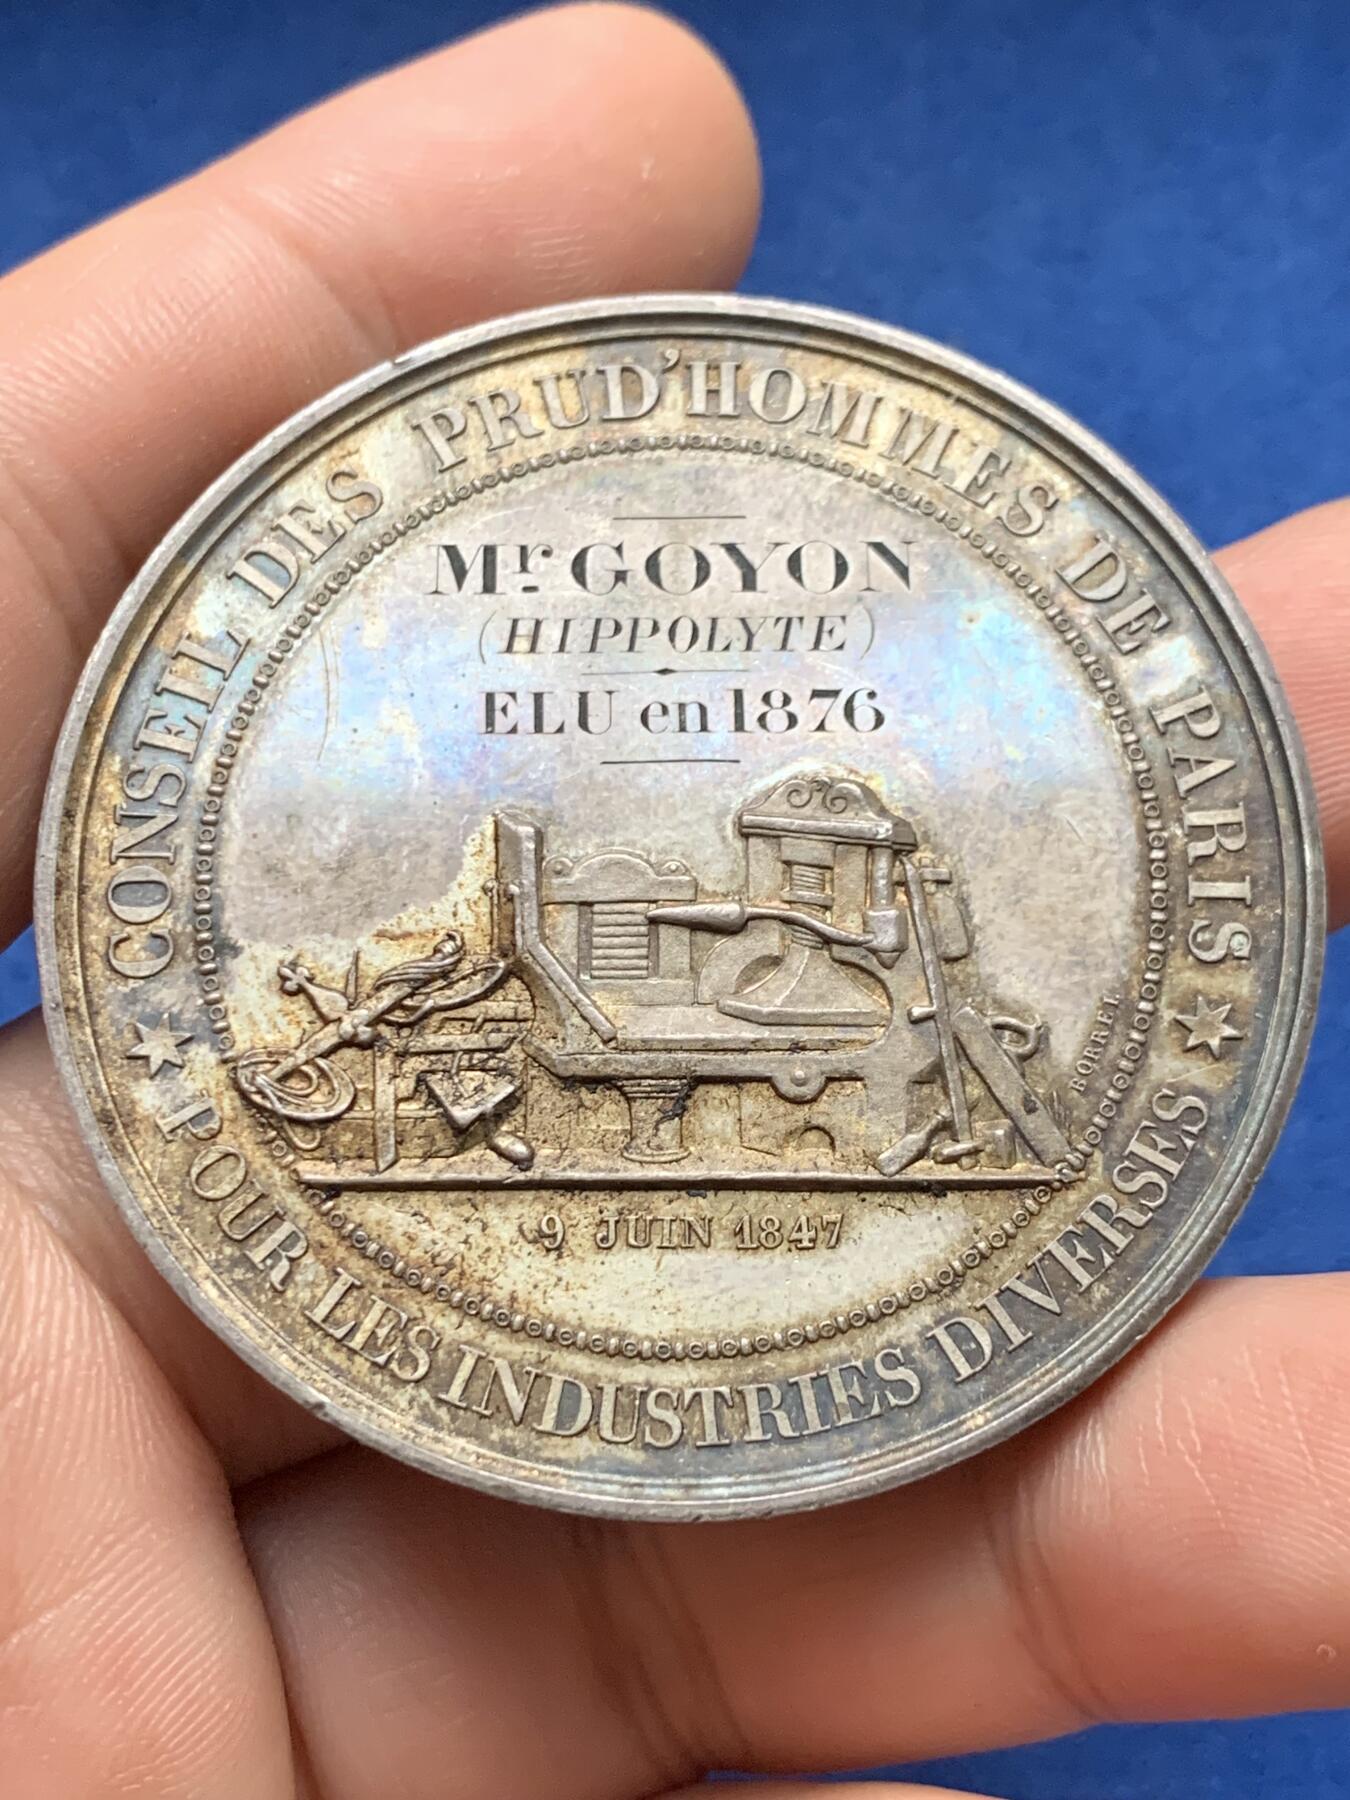 CONSEIL DES PRUD'HOMMES DE PARIS
Mr GOYON
(HIPPOLYTE)
ELU en 1876
BORREL
9 JUIN 1847
POUR LES INDUSTRIES DIVERSES